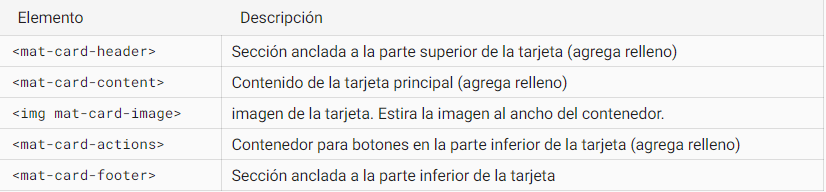 Elemento Descripción
<mat-card-header> Sección anclada a la parte superior de la tarjeta (agrega relleno)
<mat-card-content> Contenido de la tarjeta principal (agrega relleno)
<img mat-card-image> imagen de la tarjeta. Estira la imagen al ancho del contenedor.
<mat-card-actions> Contenedor para botones en la parte inferior de la tarjeta (agrega relleno)
<mat-card-footer> Sección anclada a la parte inferior de la tarjeta